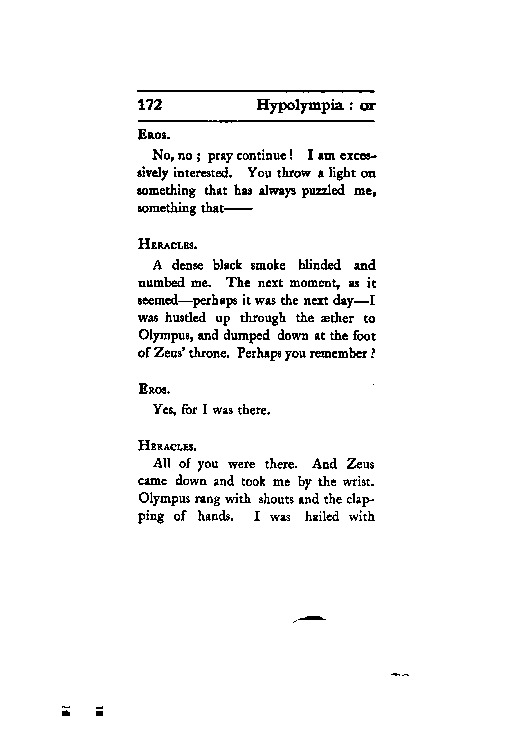 172 Hypolympia : or
EROS.
No, no ; pray continue ! I am exces-
sively interested. You throw a light on
something that has always puzzled me,
something that——
HERACLES.
A dense black smoke blinded and
numbed me. The next moment, as it
seemed—perhaps it was the next day—I
was hustled up through the æther to
Olympus, and dumped down at the foot
of Zeus' throne. Perhaps you remember ?
EROS.
Yes, for I was there.
HERACLES.
All of you were there. And Zeus
came down and took me by the wrist.
Olympus rang with shouts and the clap-
ping of hands. I was hailed with